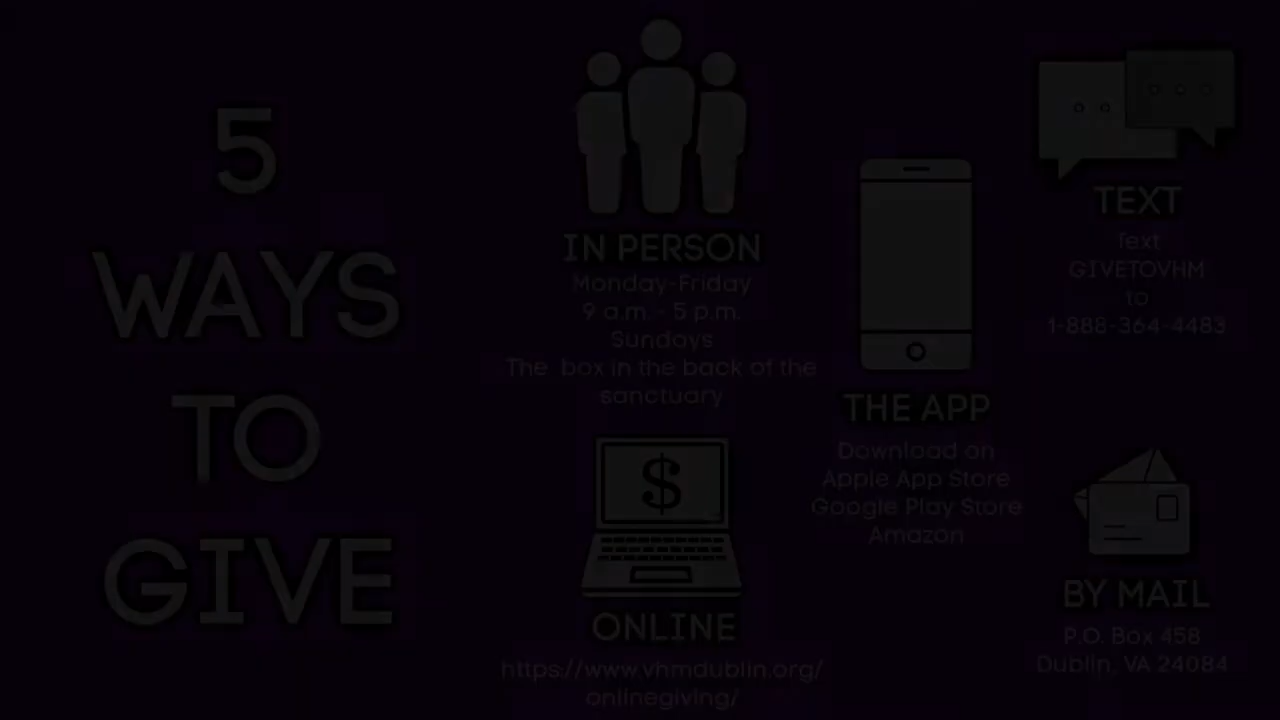 5
WAYS
TO
GIVE
IN PERSON
Monday-Friday
9 a.m. - 5 p.m.
Sundays
The box in the back of the
sanctuary
ONLINE
https://www.vhmdublin.org/
onlinegiving/
THE APP
Download on
Apple App Store
Google Play Store
Amazon
TEXT
Text
GIVETOVHM
to
1-888-364-4483
BY MAIL
P.O. Box 458
Dublin, VA 24084